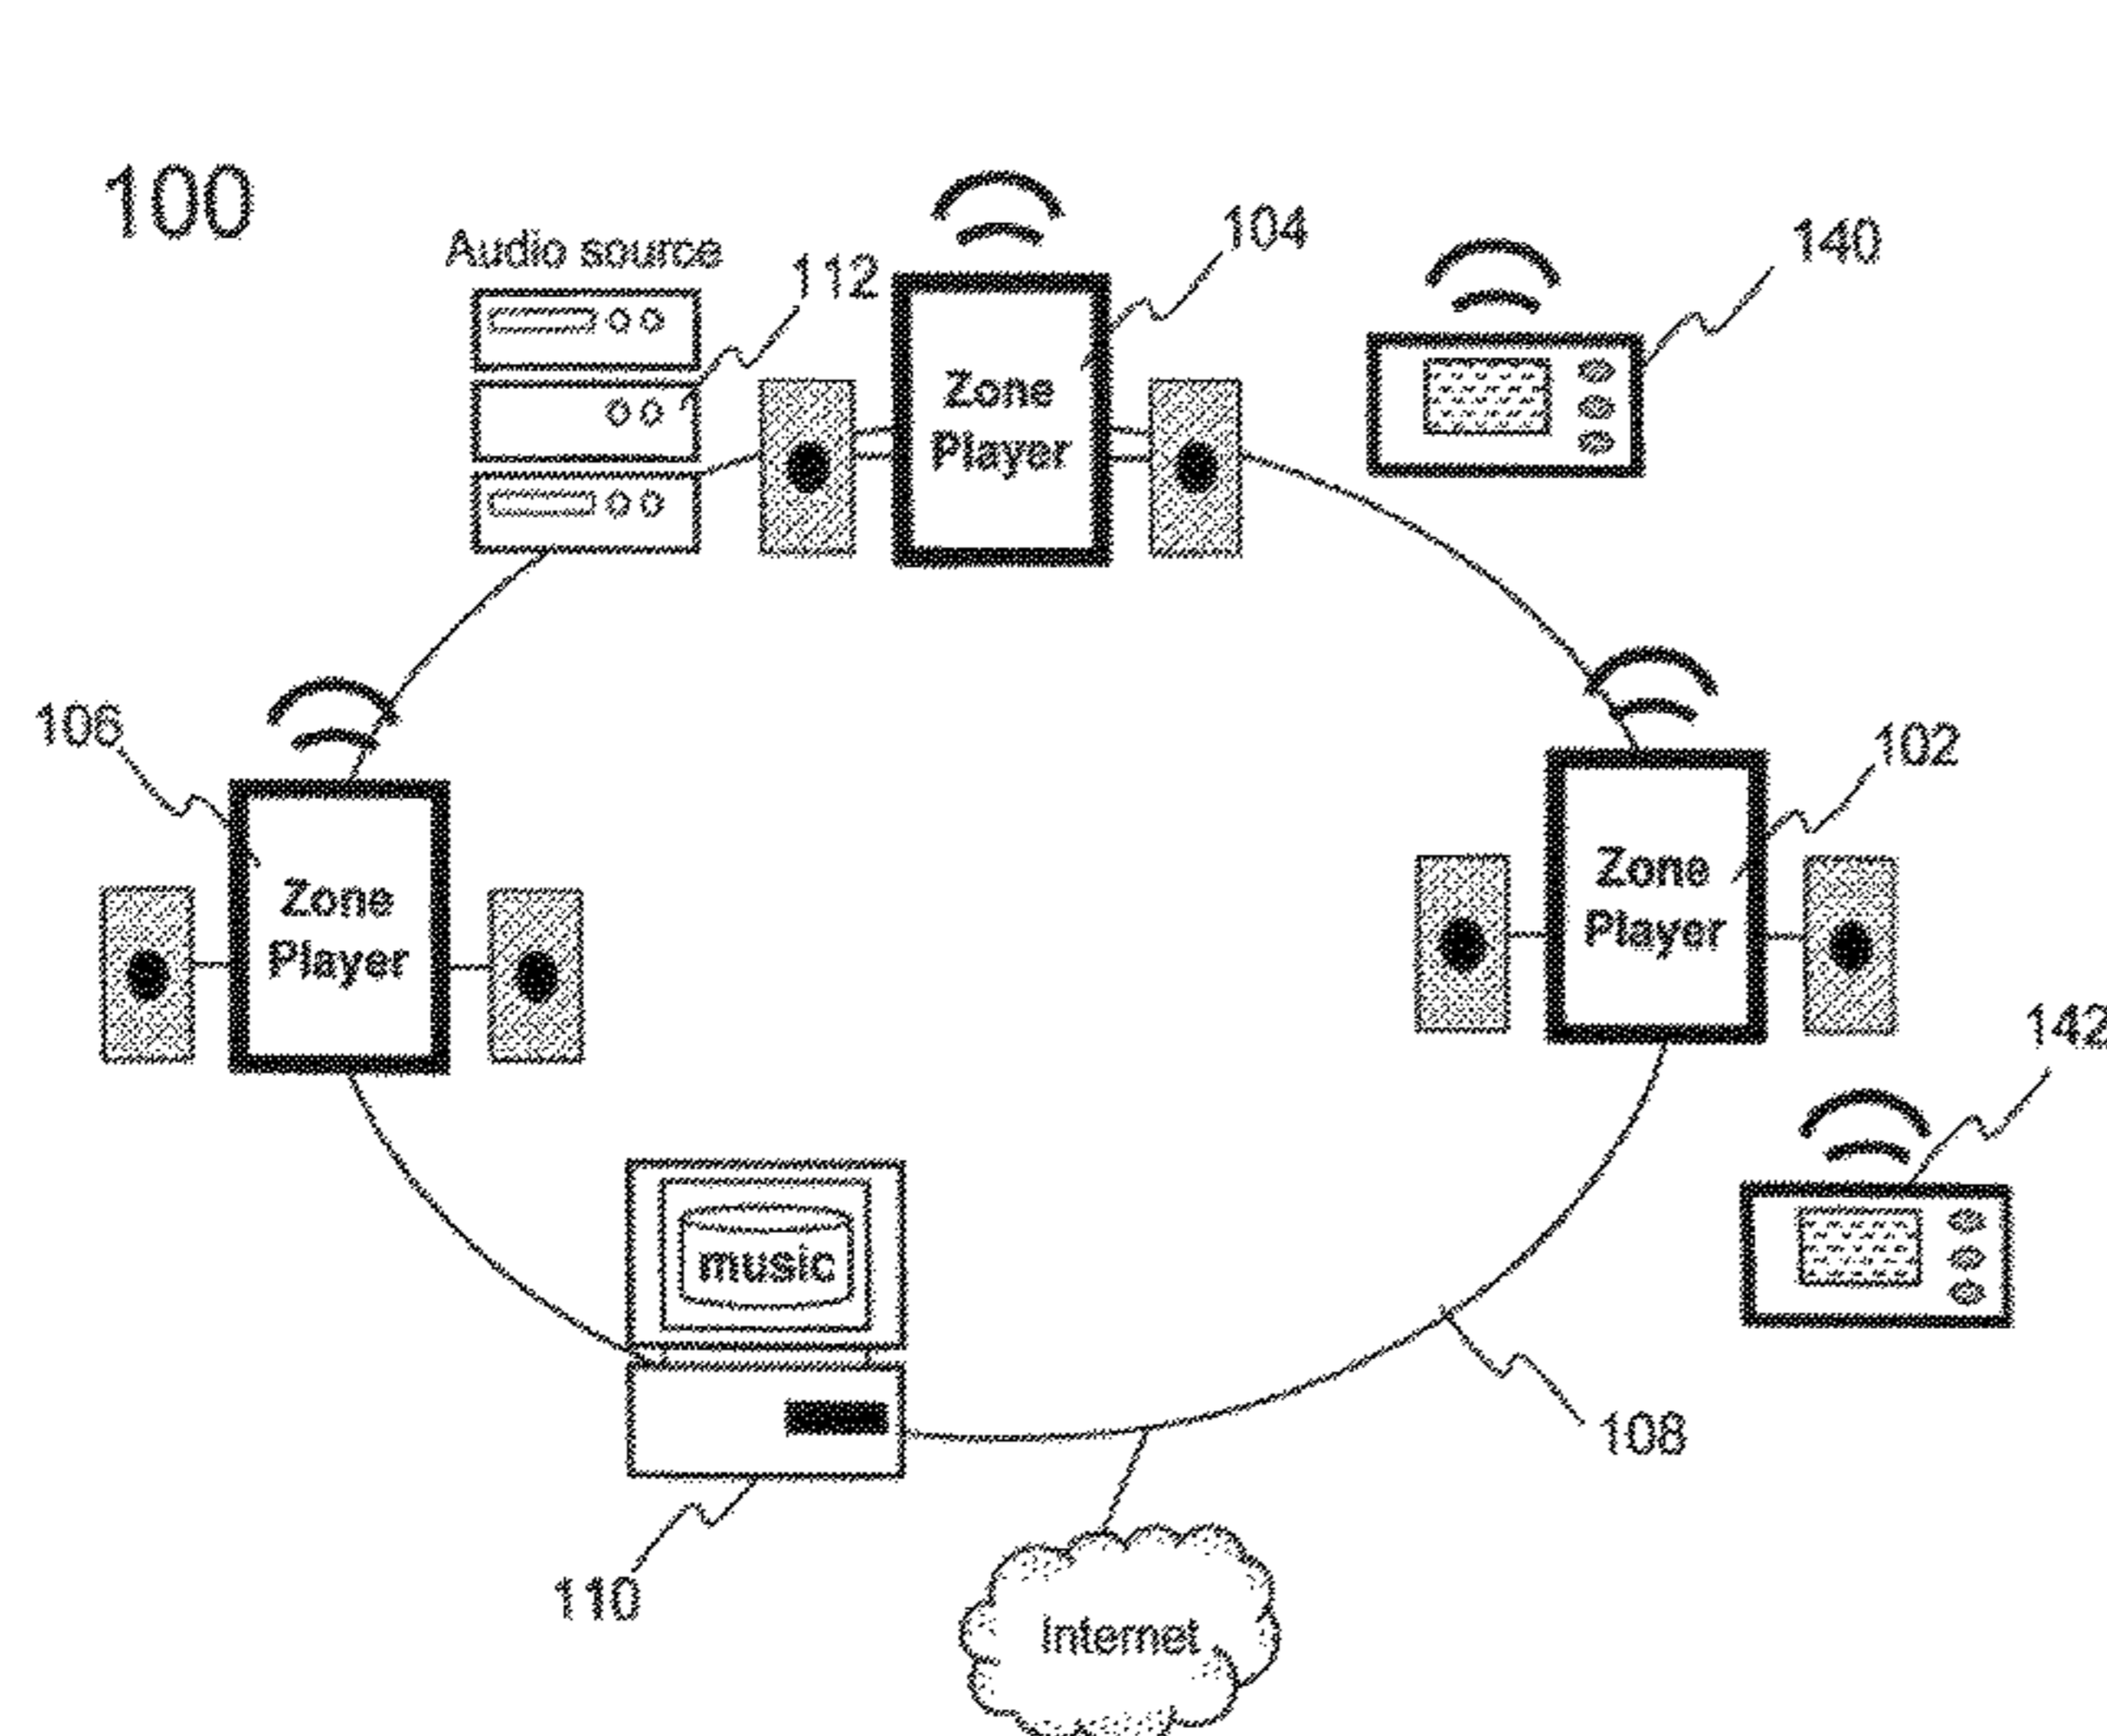 100
Audio source
112
104
140
Zone
Player
106
102
Zone
Player
Zone
Player
142
music
108
110
Internet